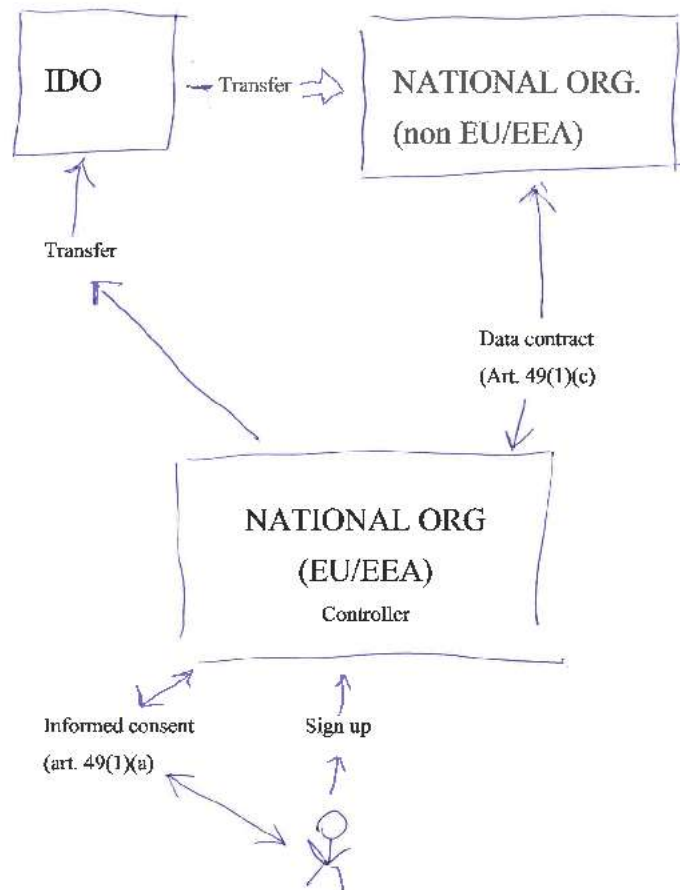 IDO
Transfer
NATIONAL ORG.
(non EU/EEA)
Transfer
Data contract
(Art. 49(1)(c)
NATIONAL ORG
(EU/EEA)
Controller
Informed consent
(art. 49(1)(a)
Sign up